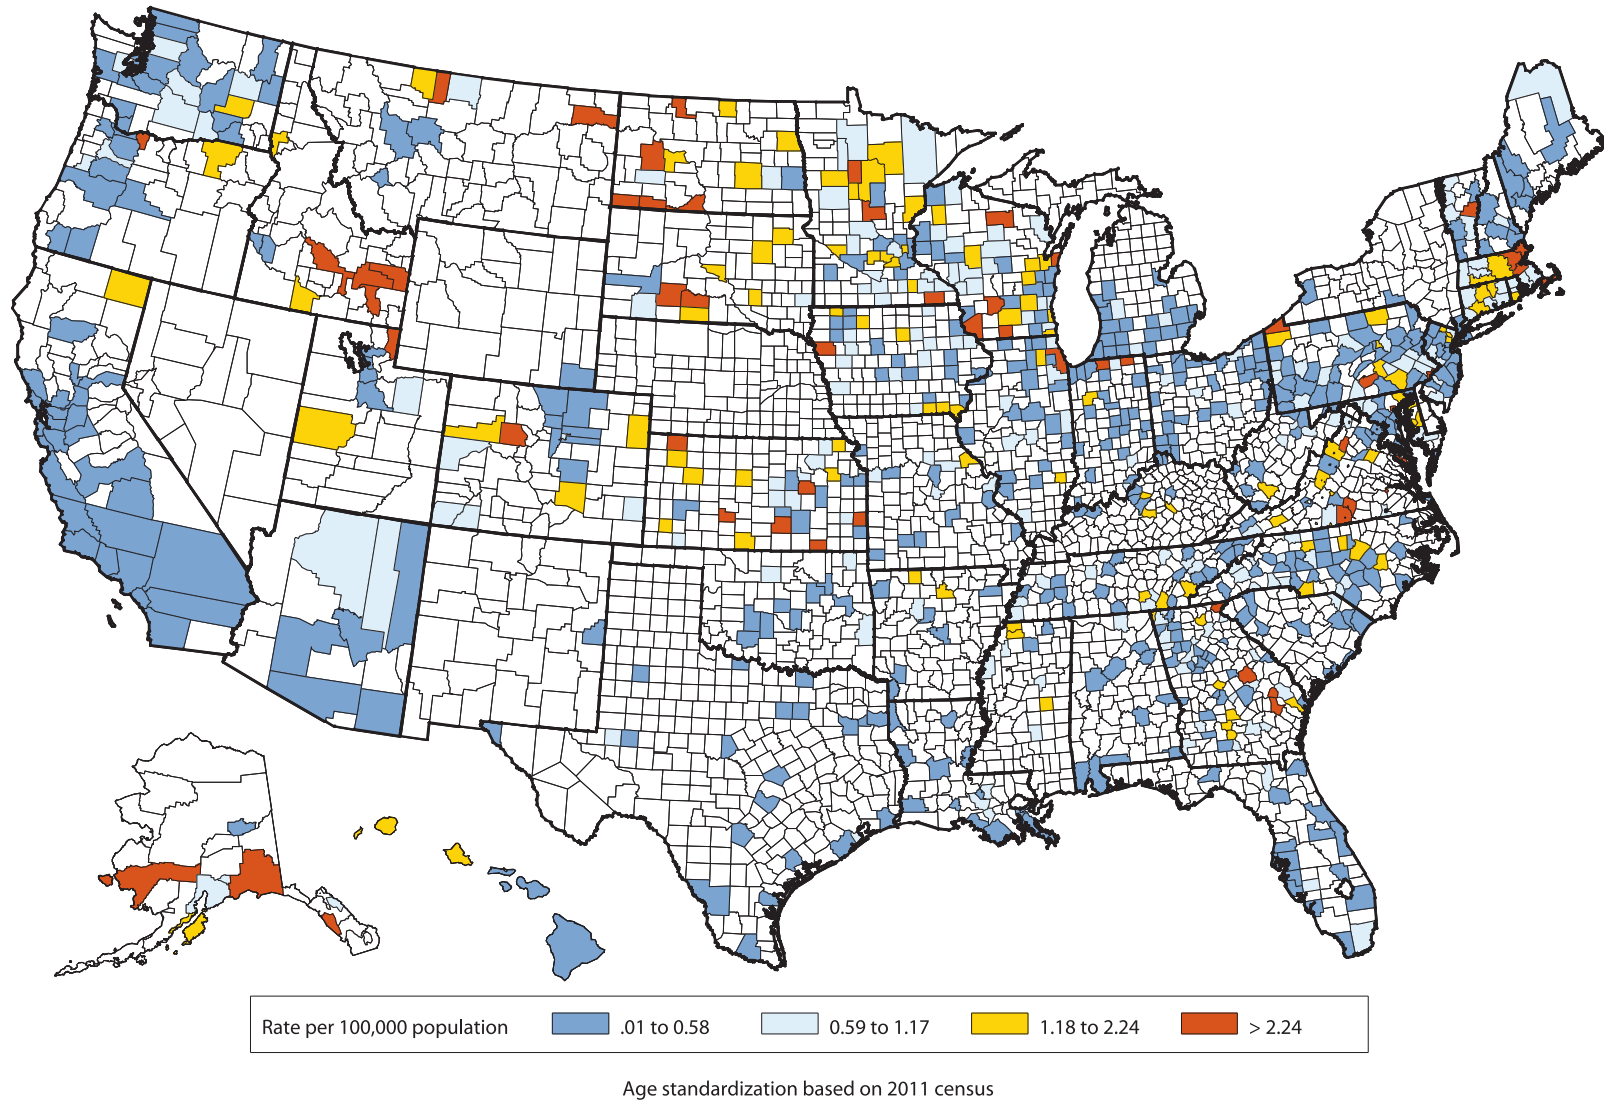 Rate per 100,000 population .01 to 0.58 0.59 to 1.17 1.18 to 2.24 > 2.24
Age standardization based on 2011 census